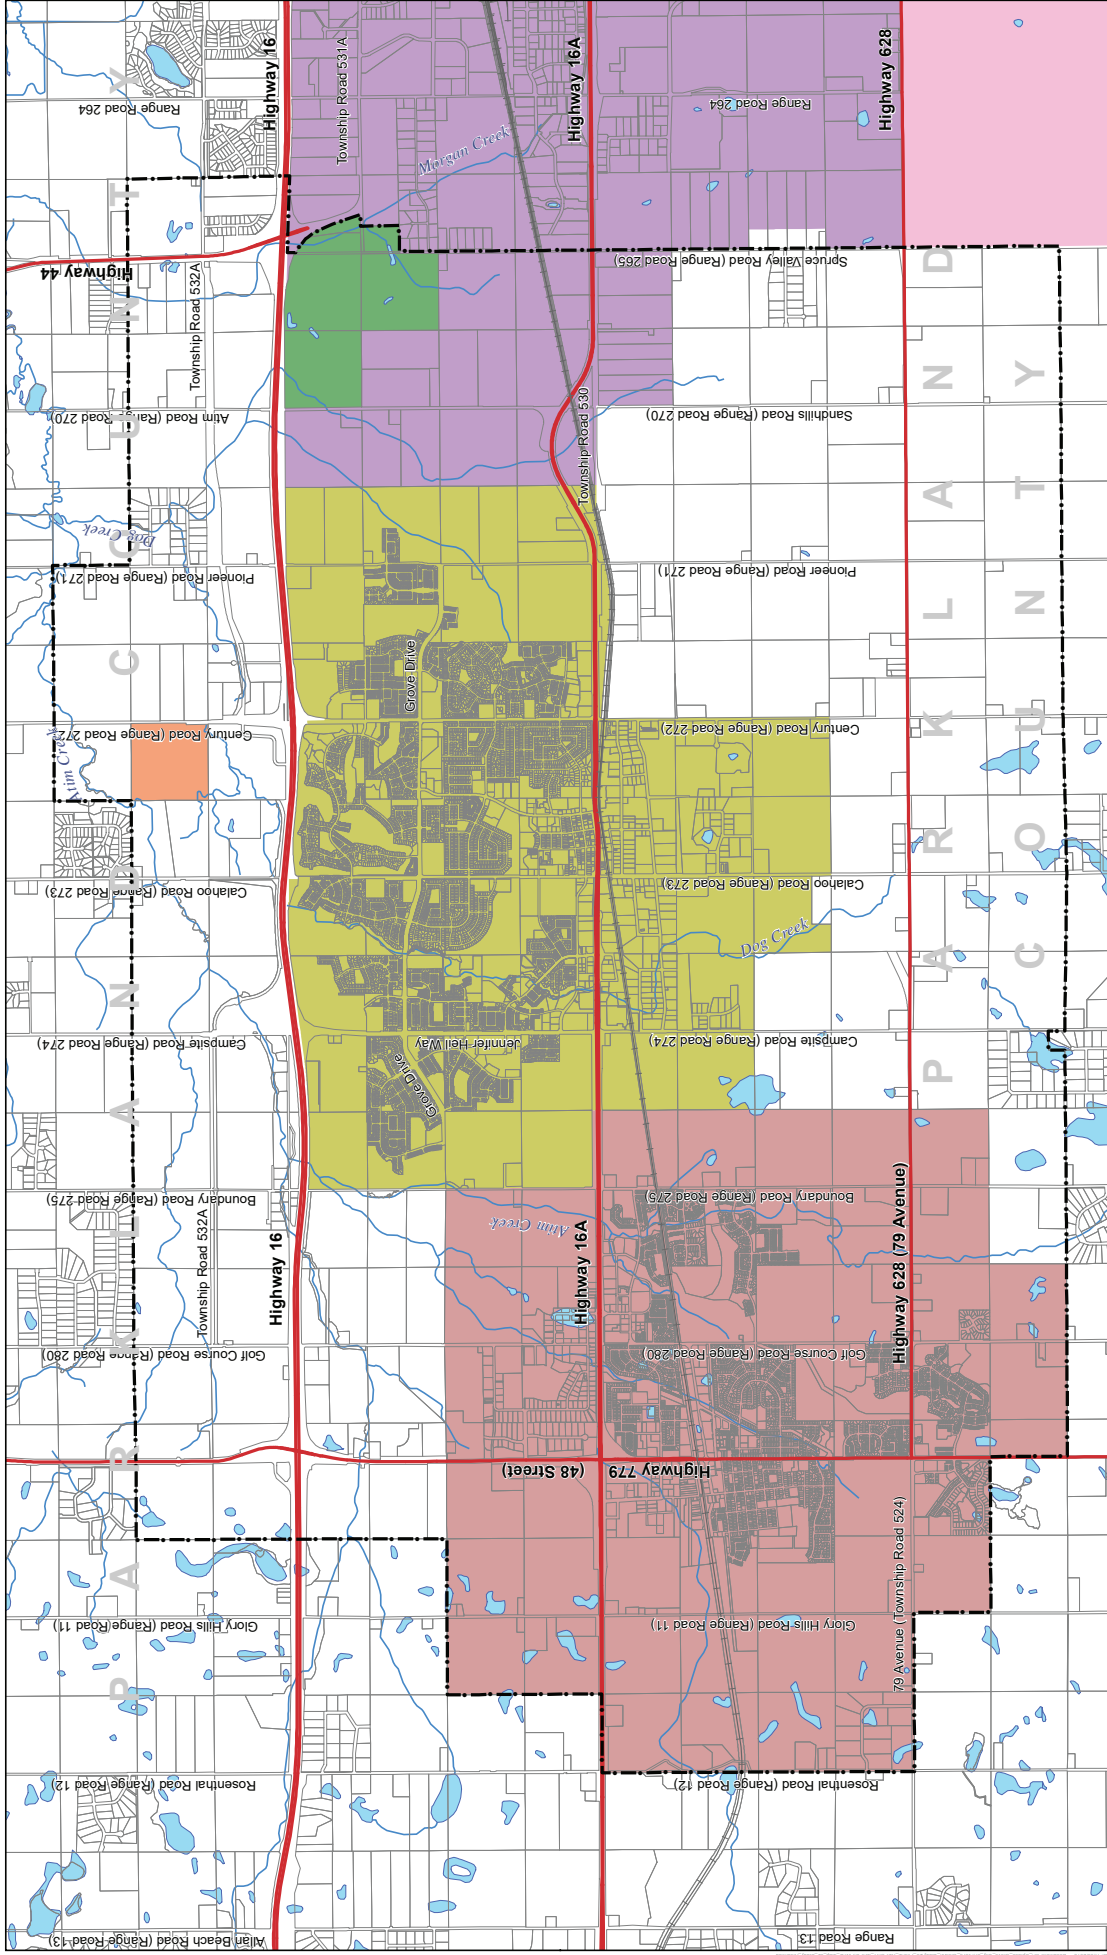 Range Road 264
Highway 16
Township Road 531A
Highway 16A
Range Road 264
Highway 628
Morgan Creek
Highway 44
Township Road 532A
Spruce Valley Road (Range Road 265)
Atim Road (Range Road 270)
Township Road 530
Sandhills Road (Range Road 270)
Dog Creek
Pioneer Road (Range Road 271)
Pioneer Road (Range Road 271)
Grove Drive
Atim Creek
Century Road (Range Road 272)
Century Road (Range Road 272)
Calahoo Road (Range Road 273)
Calahoo Road (Range Road 273)
Dog Creek
Campsite Road (Range Road 274)
Jennifer Heil Way
Campsite Road (Range Road 274)
Grove Drive
Boundary Road (Range Road 275)
Boundary Road (Range Road 275)
Township Road 532A
Highway 16
Atim Creek
Highway 16A
Highway 628 (79 Avenue)
Golf Course Road (Range Road 280)
Golf Course Road (Range Road 280)
Highway 779
(48 Street)
79 Avenue (Township Road 524)
Glory Hills Road (Range Road 11)
Glory Hills Road (Range Road 11)
Rosenthal Road (Range Road 12)
Rosenthal Road (Range Road 12)
Allan Beach Road (Range Road 13)
Range Road 13
PARKLAND COUNTY
PARKLAND
COUNTY